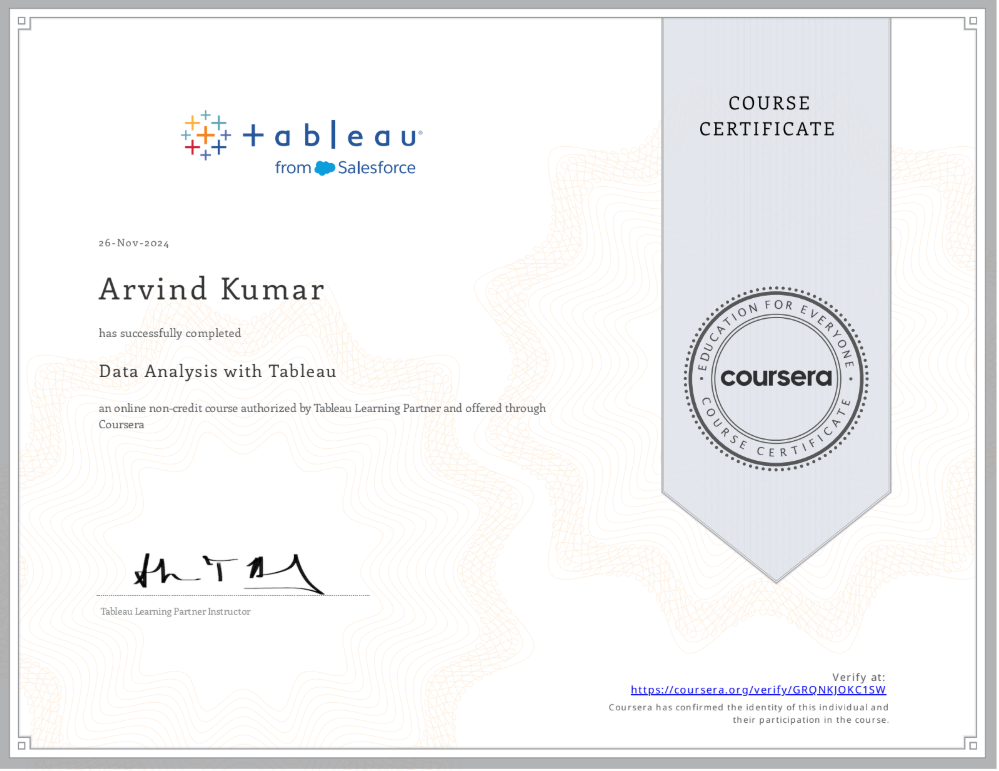 COURSE
CERTIFICATE
+ableau®
from Salesforce
26-Nov-2024
Arvind Kumar
has successfully completed
Data Analysis with Tableau
an online non-credit course authorized by Tableau Learning Partner and offered through
Coursera
EDUCATION FOR EVERYONE
coursera
COURSE CERTIFICATE
Tableau Learning Partner Instructor
Verify at:
https://coursera.org/verify/GRQNKJOKC1SW
Coursera has confirmed the identity of this individual and
their participation in the course.